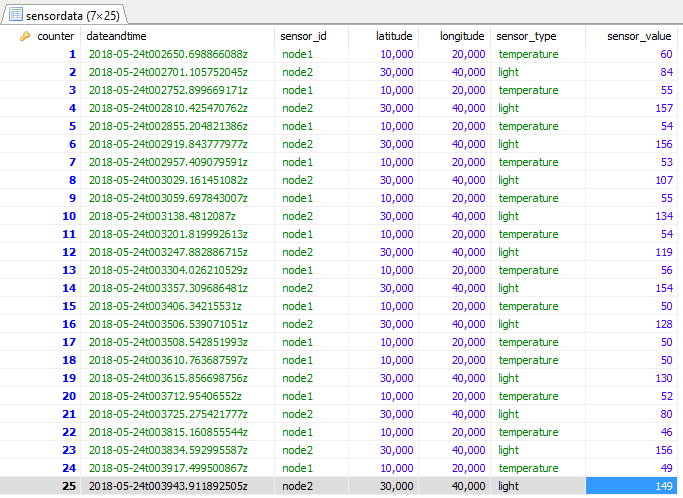 sensordata (7×25)
counter dateandtime sensor_id latitude longitude sensor_type sensor_value
1 2018-05-24t002650.698866088z node1 10,000 20,000 temperature 60
2 2018-05-24t002701.105752045z node2 30,000 40,000 light 84
3 2018-05-24t002752.899669171z node1 10,000 20,000 temperature 55
4 2018-05-24t002810.425470762z node2 30,000 40,000 light 157
5 2018-05-24t002855.204821386z node1 10,000 20,000 temperature 54
6 2018-05-24t002919.843777977z node2 30,000 40,000 light 156
7 2018-05-24t002957.409079591z node1 10,000 20,000 temperature 53
8 2018-05-24t003029.161451082z node2 30,000 40,000 light 107
9 2018-05-24t003059.697843007z node1 10,000 20,000 temperature 55
10 2018-05-24t003138.4812087z node2 30,000 40,000 light 134
11 2018-05-24t003201.819992613z node1 10,000 20,000 temperature 54
12 2018-05-24t003247.882886715z node2 30,000 40,000 light 119
13 2018-05-24t003304.026210529z node1 10,000 20,000 temperature 56
14 2018-05-24t003357.309686481z node2 30,000 40,000 light 154
15 2018-05-24t003406.34215531z node1 10,000 20,000 temperature 50
16 2018-05-24t003506.539071051z node2 30,000 40,000 light 128
17 2018-05-24t003508.542851993z node1 10,000 20,000 temperature 50
18 2018-05-24t003610.763687597z node1 10,000 20,000 temperature 50
19 2018-05-24t003615.856698756z node2 30,000 40,000 light 130
20 2018-05-24t003712.95406552z node1 10,000 20,000 temperature 52
21 2018-05-24t003725.275421777z node2 30,000 40,000 light 80
22 2018-05-24t003815.160855544z node1 10,000 20,000 temperature 46
23 2018-05-24t003834.592995587z node2 30,000 40,000 light 156
24 2018-05-24t003917.499500867z node1 10,000 20,000 temperature 49
25 2018-05-24t003943.911892505z node2 30,000 40,000 light 149